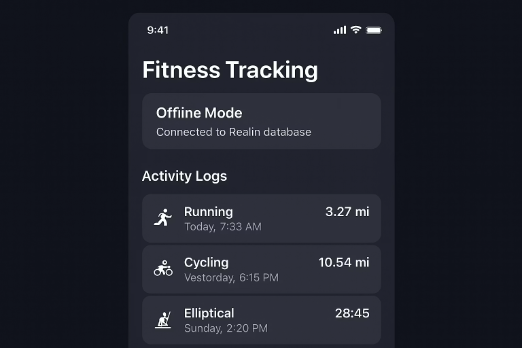 9:41
Fitness Tracking
Offiine Mode
Connected to Realin database
Activity Logs
Running 3.27 mi
Today, 7:33 AM
Cycling 10.54 mi
Vestorday, 6:15 PM
Elliptical 28:45
Sunday, 2:20 PM